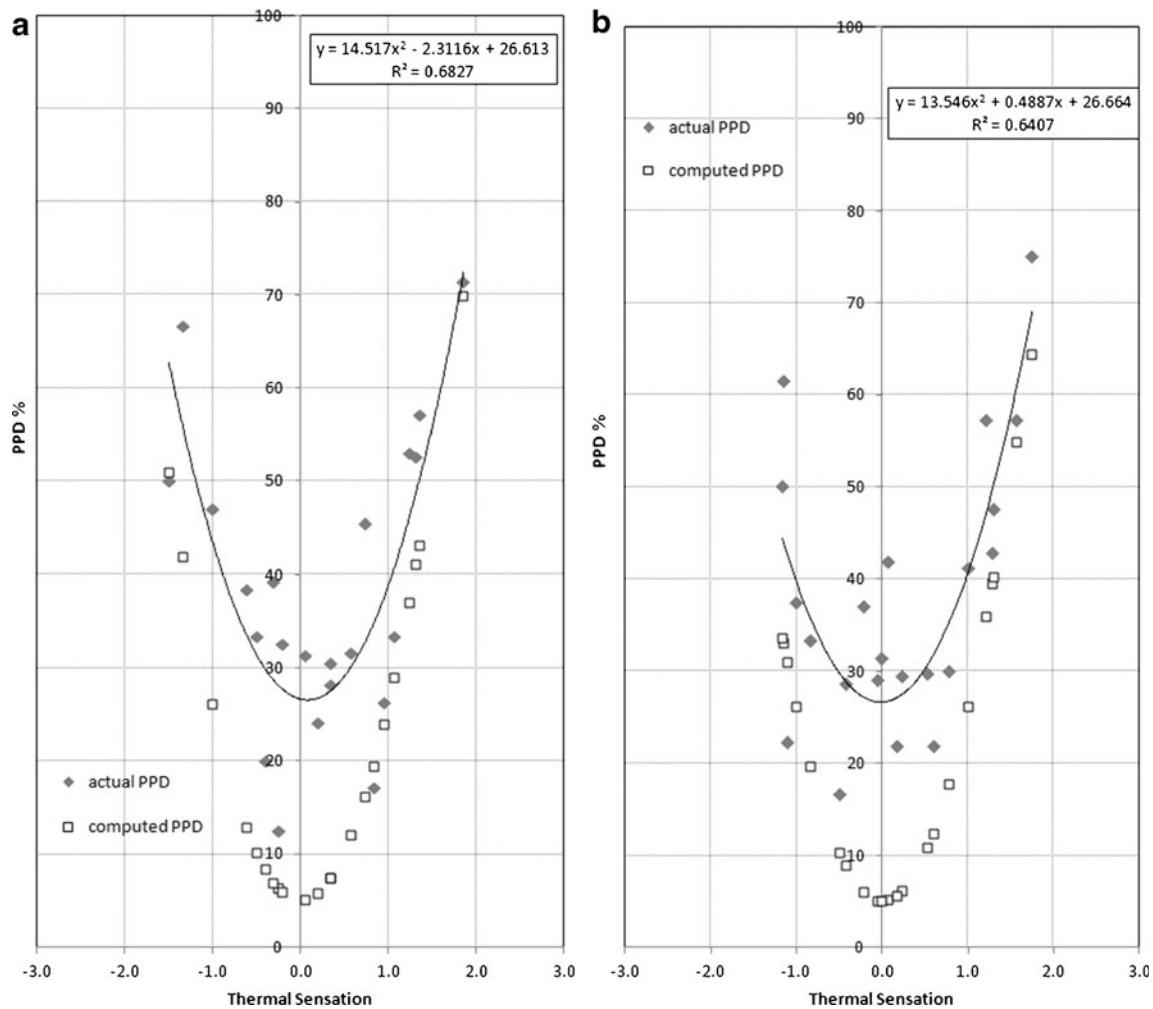 a
y = 14.517x² - 2.3116x + 26.613
R² = 0.6827
100
90
80
70
60
50
40
30
20
10
0
PPD %
actual PPD
computed PPD
-3.0 -2.0 -1.0 0.0 1.0 2.0 3.0
Thermal Sensation
b
y = 13.546x² + 0.4887x + 26.664
R² = 0.6407
actual PPD
computed PPD
100
90
80
70
60
50
40
30
20
10
0
PPD %
-3.0 -2.0 -1.0 0.0 1.0 2.0 3.0
Thermal Sensation